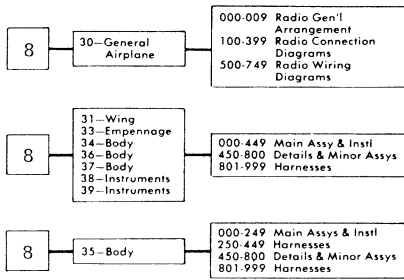 8
30—General
Airplane
000-009 Radio Gen'l
Arrangement
100-399 Radio Connection
Diagrams
500-749 Radio Wiring
Diagrams
8
31—Wing
33—Empennage
34—Body
36—Body
37—Body
38—Instruments
39—Instruments
000-449 Main Assy & Instl
450-800 Details & Minor Assys
801-999 Harnesses
8
35—Body
000-249 Main Assys & Instl
250-449 Harnesses
450-800 Details & Minor Assys
801-999 Harnesses